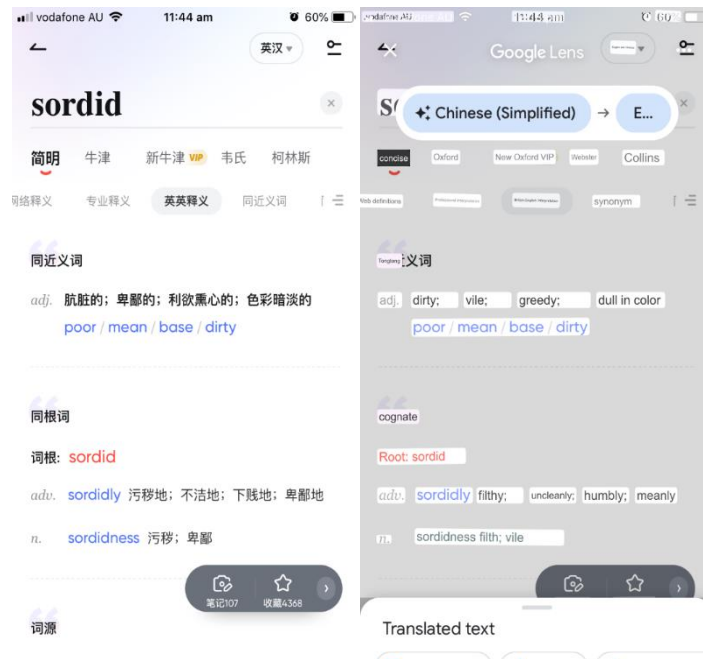 vodafone AU 11:44 am 60%
英汉
sordid
简明 牛津 新牛津 VIP 韦氏 柯林斯
网络释义 专业释义 英英释义 同近义词
同近义词
adj. 肮脏的；卑鄙的；利欲熏心的；色彩暗淡的
poor / mean / base / dirty
同根词
词根: sordid
adv. sordidly 污秽地；不洁地；下贱地；卑鄙地
n. sordidness 污秽；卑鄙
笔记107 收藏4368
词源
Google Lens
Chinese (Simplified) → E...
concise Oxford New Oxford VIP Webster Collins
Web definitions synonym
义词
adj. dirty; vile; greedy; dull in color
poor / mean / base / dirty
cognate
Root: sordid
adv. sordidly filthy; uncleanly; humbly; meanly
n. sordidness filth; vile
Translated text